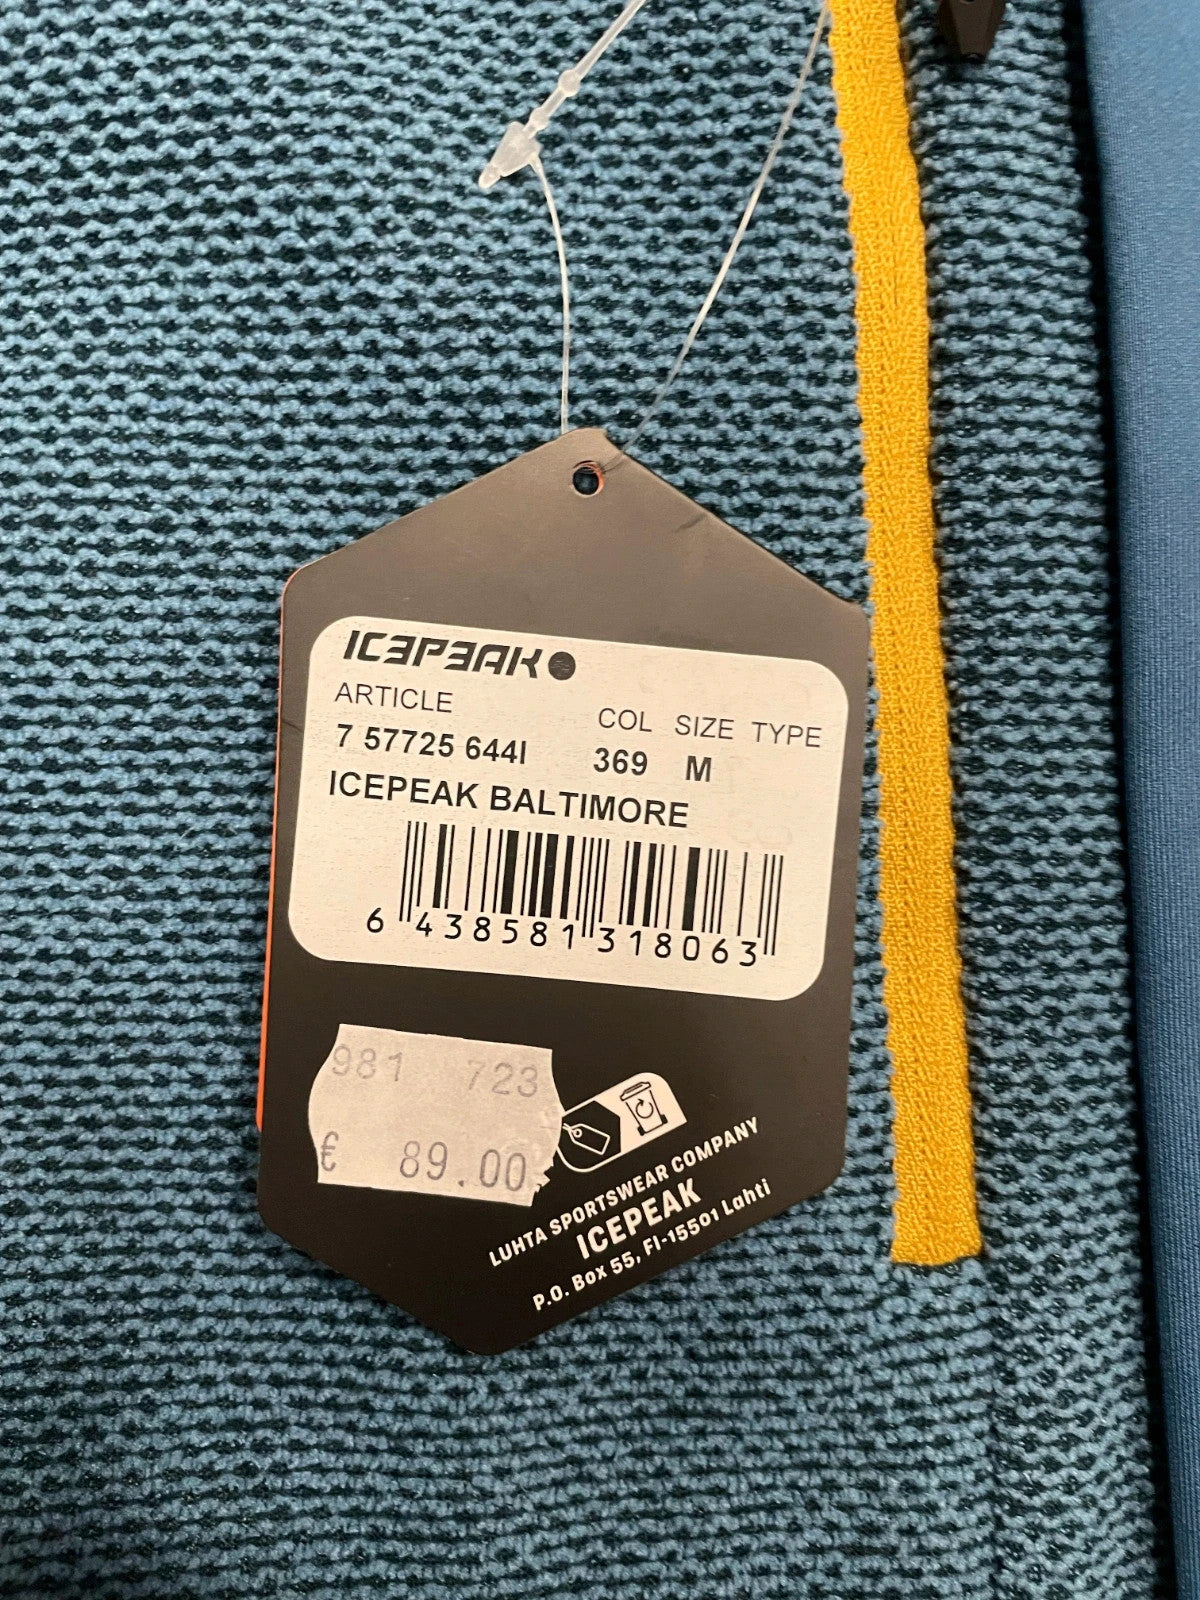 ICEPEAK
ARTICLE COL SIZE TYPE
7 57725 644I 369 M
ICEPEAK BALTIMORE
6 438581 318063
981 723
€ 89.00
LUHTA SPORTSWEAR COMPANY
ICEPEAK
P.O. Box 55, FI-15501 Lahti